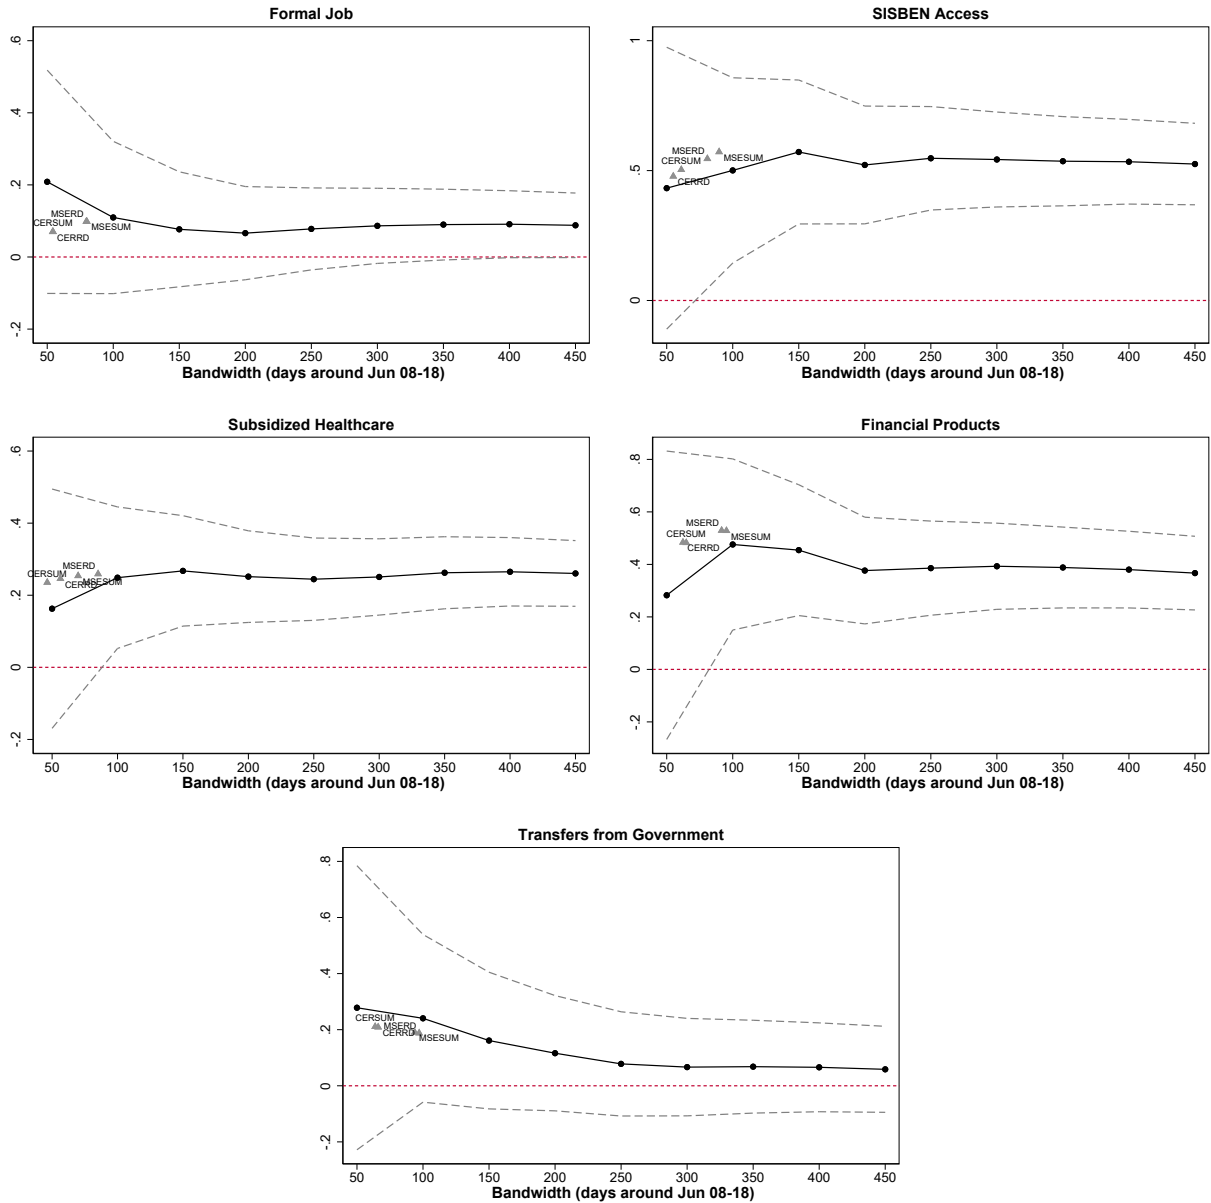 Formal Job
.6
.4
.2
0
-.2
MSERD
CERSUM
MSESUM
CERRD
50 100 150 200 250 300 350 400 450
Bandwidth (days around Jun 08-18)
SISBEN Access
1
.5
0
MSERD
CERSUM
MSESUM
CERRD
50 100 150 200 250 300 350 400 450
Bandwidth (days around Jun 08-18)
Subsidized Healthcare
.6
.4
.2
0
-.2
MSERD
CERSUM
CERRD
MSESUM
50 100 150 200 250 300 350 400 450
Bandwidth (days around Jun 08-18)
Financial Products
.8
.6
.4
.2
0
-.2
MSERD
CERSUM
MSESUM
CERRD
50 100 150 200 250 300 350 400 450
Bandwidth (days around Jun 08-18)
Transfers from Government
.8
.6
.4
.2
0
-.2
CERSUM
MSERD
CERRD
MSESUM
50 100 150 200 250 300 350 400 450
Bandwidth (days around Jun 08-18)